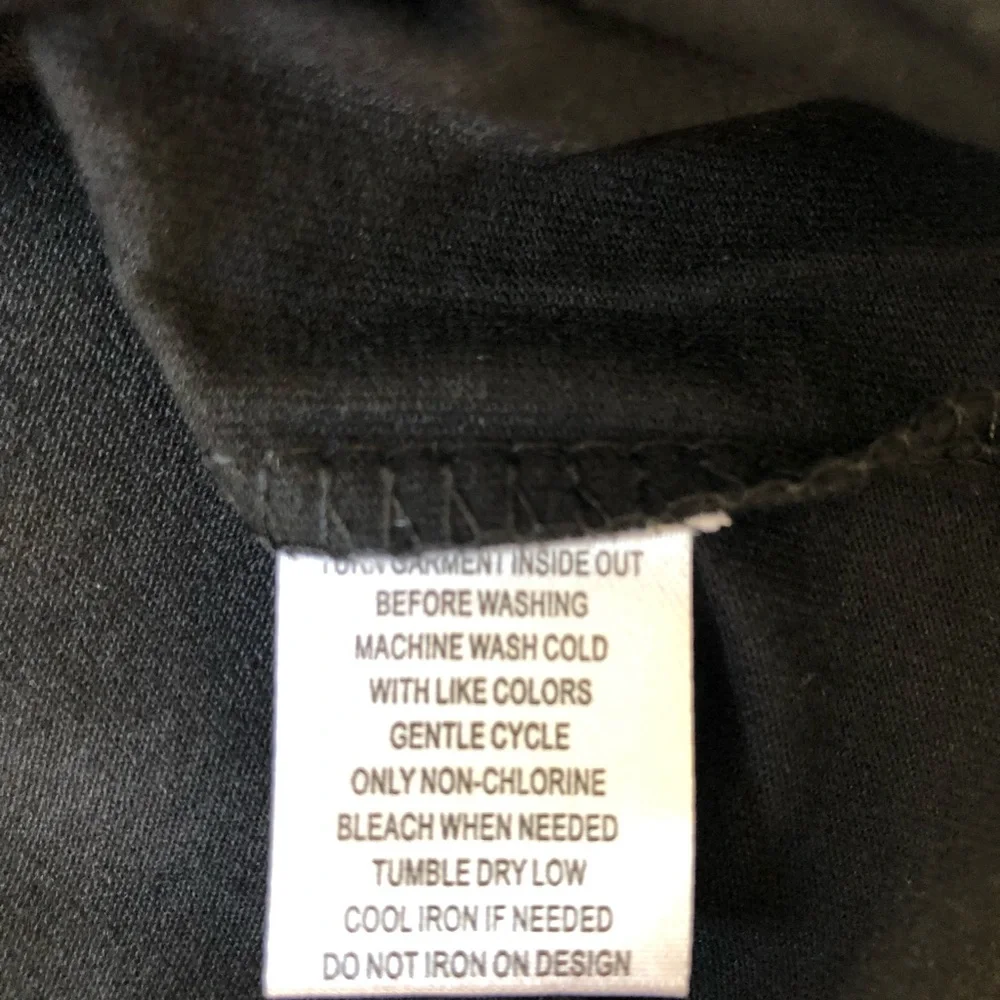 TURN GARMENT INSIDE OUT
BEFORE WASHING
MACHINE WASH COLD
WITH LIKE COLORS
GENTLE CYCLE
ONLY NON-CHLORINE
BLEACH WHEN NEEDED
TUMBLE DRY LOW
COOL IRON IF NEEDED
DO NOT IRON ON DESIGN